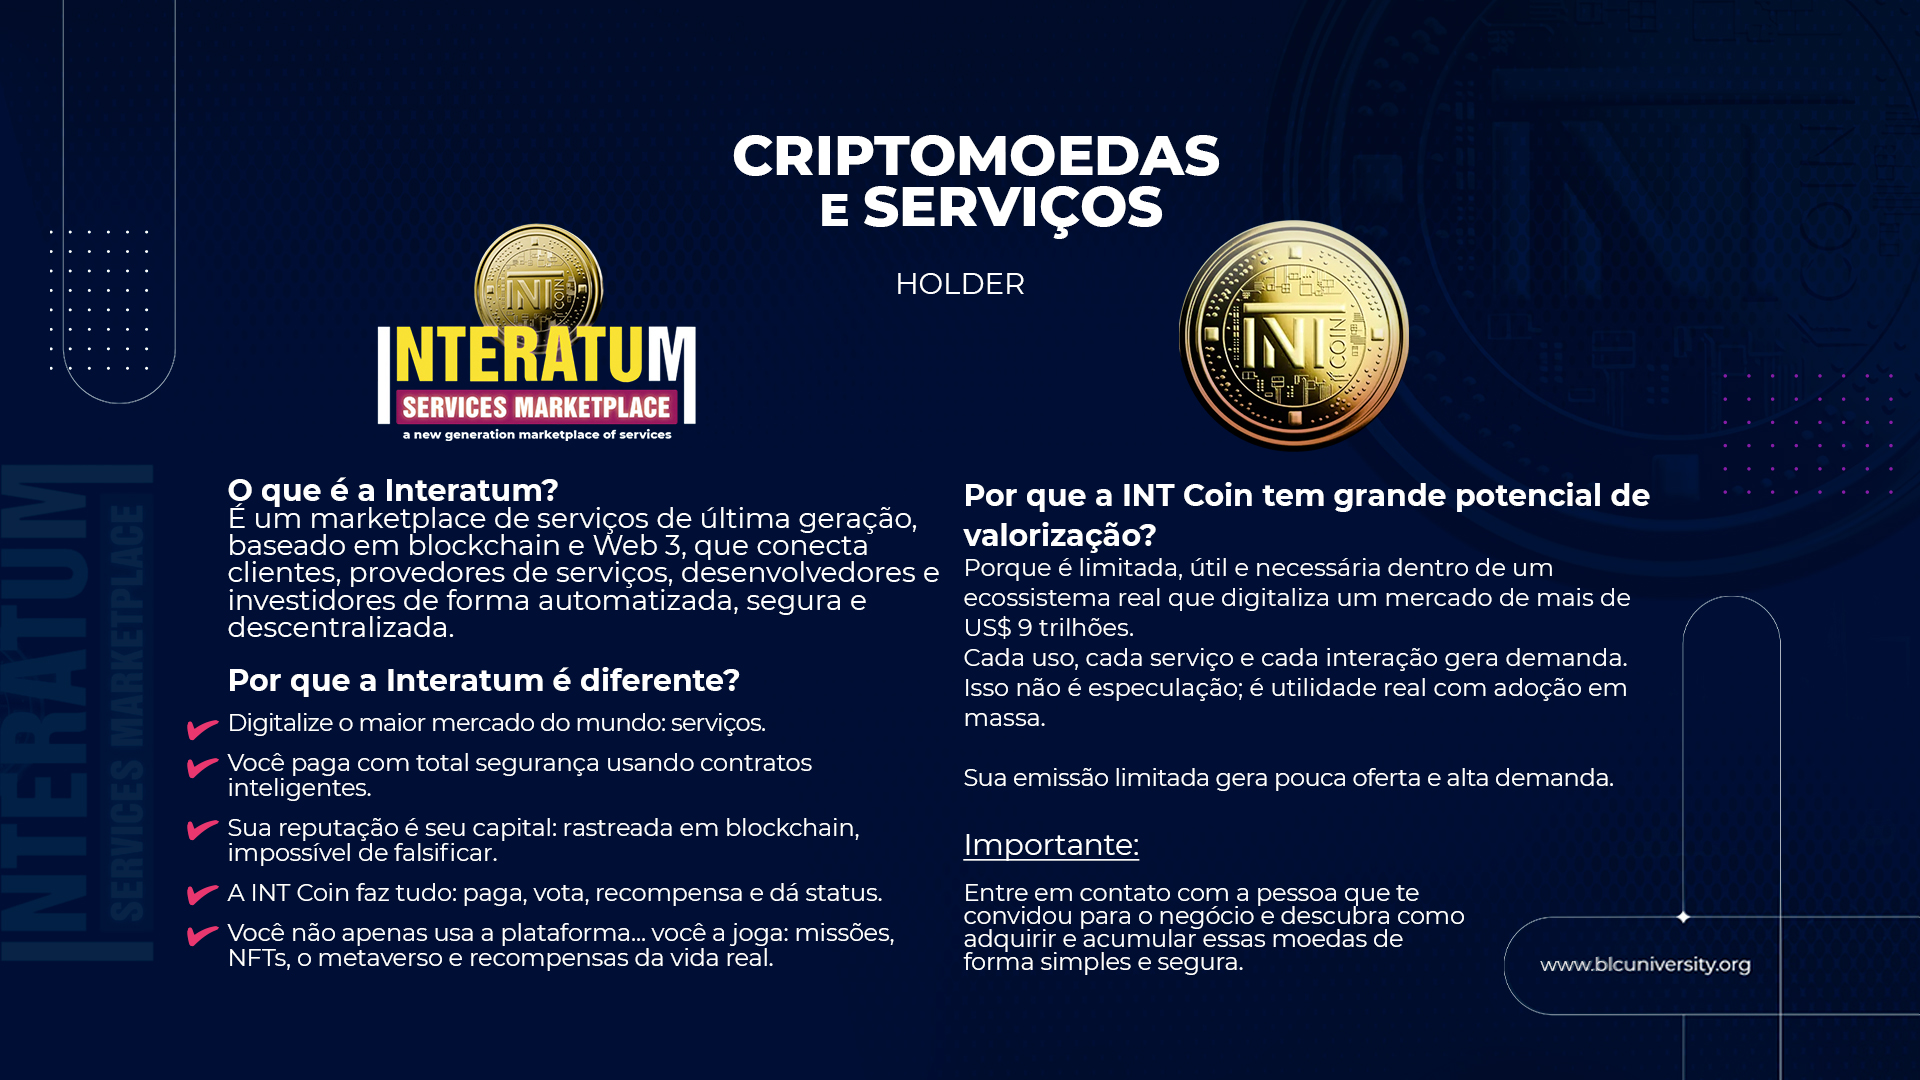 CRIPTOMOEDAS
E SERVIÇOS
HOLDER
INT COIN
INTERATUM
SERVICES MARKETPLACE
a new generation marketplace of services
O que é a Interatum?
É um marketplace de serviços de última geração,
baseado em blockchain e Web 3, que conecta
clientes, provedores de serviços, desenvolvedores e
investidores de forma automatizada, segura e
descentralizada.
Por que a Interatum é diferente?
Digitalize o maior mercado do mundo: serviços.
Você paga com total segurança usando contratos
inteligentes.
Sua reputação é seu capital: rastreada em blockchain,
impossível de falsificar.
A INT Coin faz tudo: paga, vota, recompensa e dá status.
Você não apenas usa a plataforma... você a joga: missões,
NFTs, o metaverso e recompensas da vida real.
INT COIN
Por que a INT Coin tem grande potencial de
valorização?
Porque é limitada, útil e necessária dentro de um
ecossistema real que digitaliza um mercado de mais de
US$ 9 trilhões.
Cada uso, cada serviço e cada interação gera demanda.
Isso não é especulação; é utilidade real com adoção em
massa.
Sua emissão limitada gera pouca oferta e alta demanda.
Importante:
Entre em contato com a pessoa que te
convidou para o negócio e descubra como
adquirir e acumular essas moedas de
forma simples e segura.
www.blcuniversity.org
INTERATUM
SERVICES MARKETPLACE
INT COIN